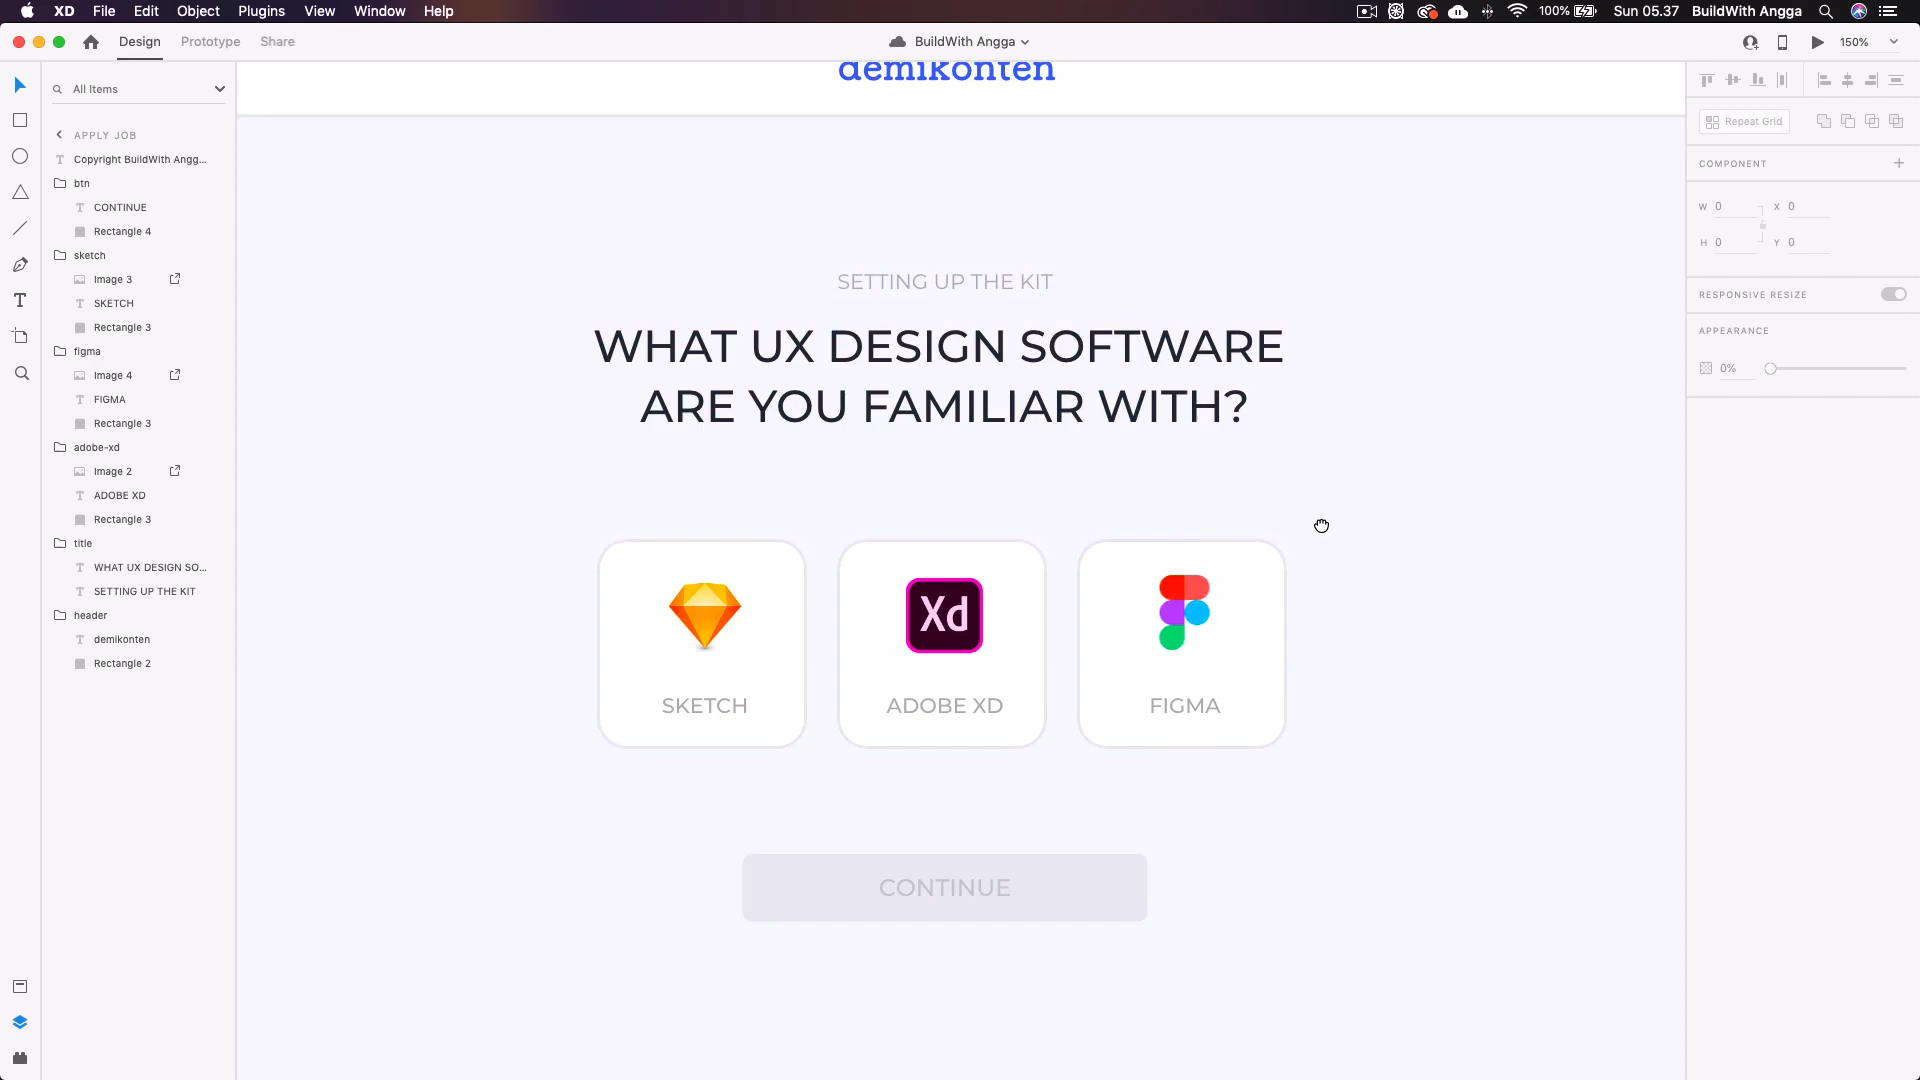 XD File Edit Object Plugins View Window Help
100% Sun 05.37 BuildWith Angga
Design Prototype Share
BuildWith Angga
150%
All Items
APPLY JOB
Copyright BuildWith Angg...
btn
CONTINUE
Rectangle 4
sketch
Image 3
SKETCH
Rectangle 3
figma
Image 4
FIGMA
Rectangle 3
adobe-xd
Image 2
ADOBE XD
Rectangle 3
title
WHAT UX DESIGN SO...
SETTING UP THE KIT
header
demikonten
Rectangle 2
demikonten
SETTING UP THE KIT
WHAT UX DESIGN SOFTWARE
ARE YOU FAMILIAR WITH?
Xd
SKETCH
ADOBE XD
FIGMA
CONTINUE
Repeat Grid
COMPONENT
W 0 X 0
H 0 Y 0
RESPONSIVE RESIZE
APPEARANCE
0%